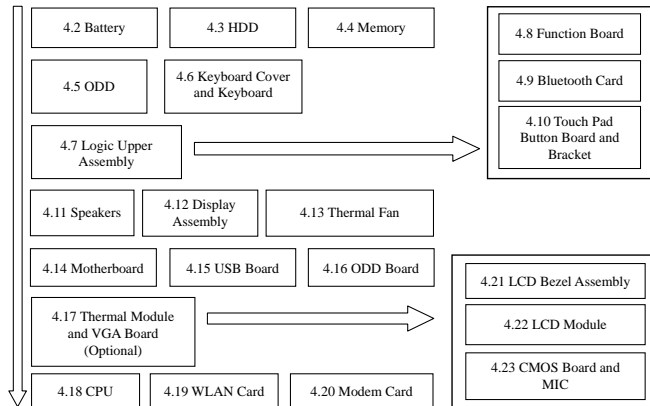 4.2 Battery
4.3 HDD
4.4 Memory
4.5 ODD
4.6 Keyboard Cover
and Keyboard
4.7 Logic Upper
Assembly
4.8 Function Board
4.9 Bluetooth Card
4.10 Touch Pad
Button Board and
Bracket
4.11 Speakers
4.12 Display
Assembly
4.13 Thermal Fan
4.14 Motherboard
4.15 USB Board
4.16 ODD Board
4.17 Thermal Module
and VGA Board
(Optional)
4.18 CPU
4.19 WLAN Card
4.20 Modem Card
4.21 LCD Bezel Assembly
4.22 LCD Module
4.23 CMOS Board and
MIC